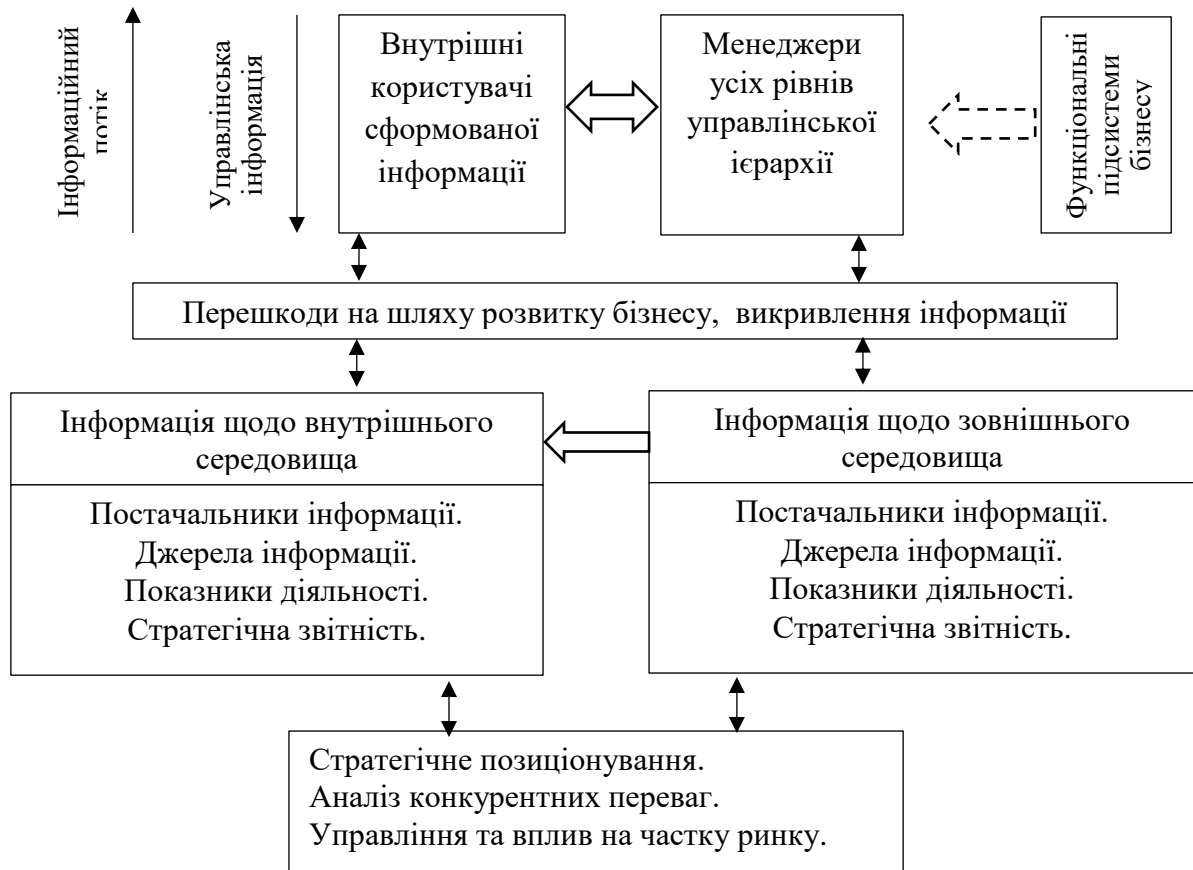 Інформаційний
потік
Управлінська
інформація
Внутрішні
користувачі
сформованої
інформації
Менеджери
усіх рівнів
управлінської
ієрархії
Функціональні
підсистеми
бізнесу
Перешкоди на шляху розвитку бізнесу, викривлення інформації
Інформація щодо внутрішнього
середовища
Інформація щодо зовнішнього
середовища
Постачальники інформації.
Джерела інформації.
Показники діяльності.
Стратегічна звітність.
Постачальники інформації.
Джерела інформації.
Показники діяльності.
Стратегічна звітність.
Стратегічне позиціонування.
Аналіз конкурентних переваг.
Управління та вплив на частку ринку.